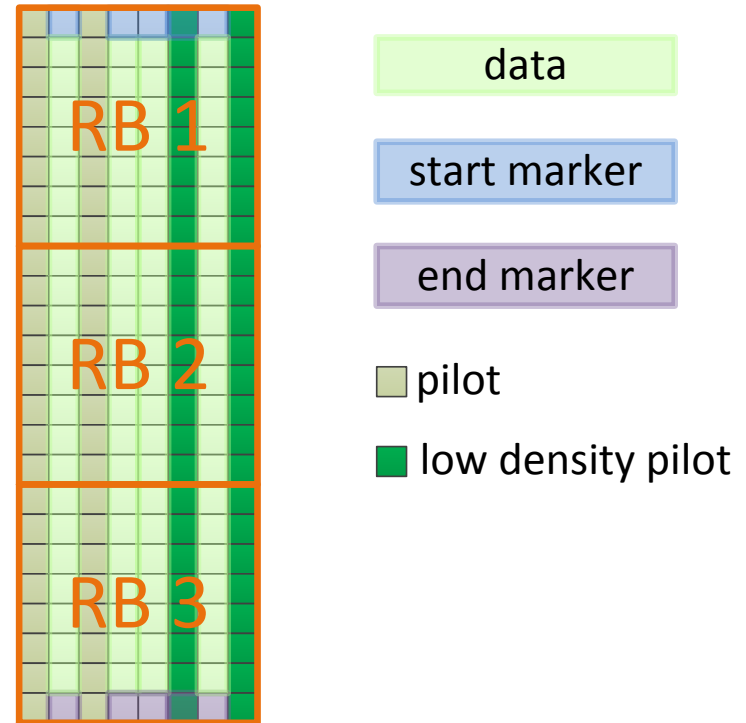 RB 1
RB 2
RB 3
data
start marker
end marker
pilot
low density pilot